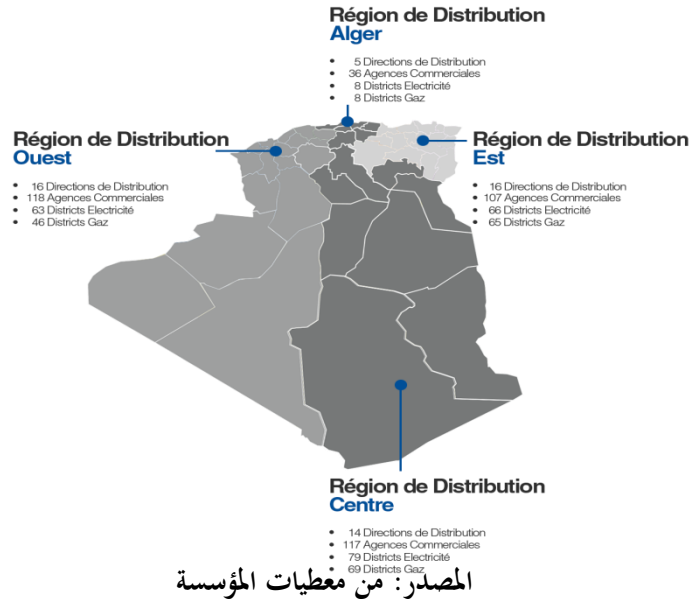 Région de Distribution
Alger
• 5 Directions de Distribution
• 36 Agences Commerciales
• 8 Districts Electricité
• 8 Districts Gaz
Région de Distribution
Ouest
• 16 Directions de Distribution
• 118 Agences Commerciales
• 63 Districts Electricité
• 46 Districts Gaz
Région de Distribution
Est
• 16 Directions de Distribution
• 107 Agences Commerciales
• 66 Districts Electricité
• 65 Districts Gaz
Région de Distribution
Centre
• 14 Directions de Distribution
• 117 Agences Commerciales
• 79 Districts Electricité
• 69 Districts Gaz
المصدر: من معطيات المؤسسة